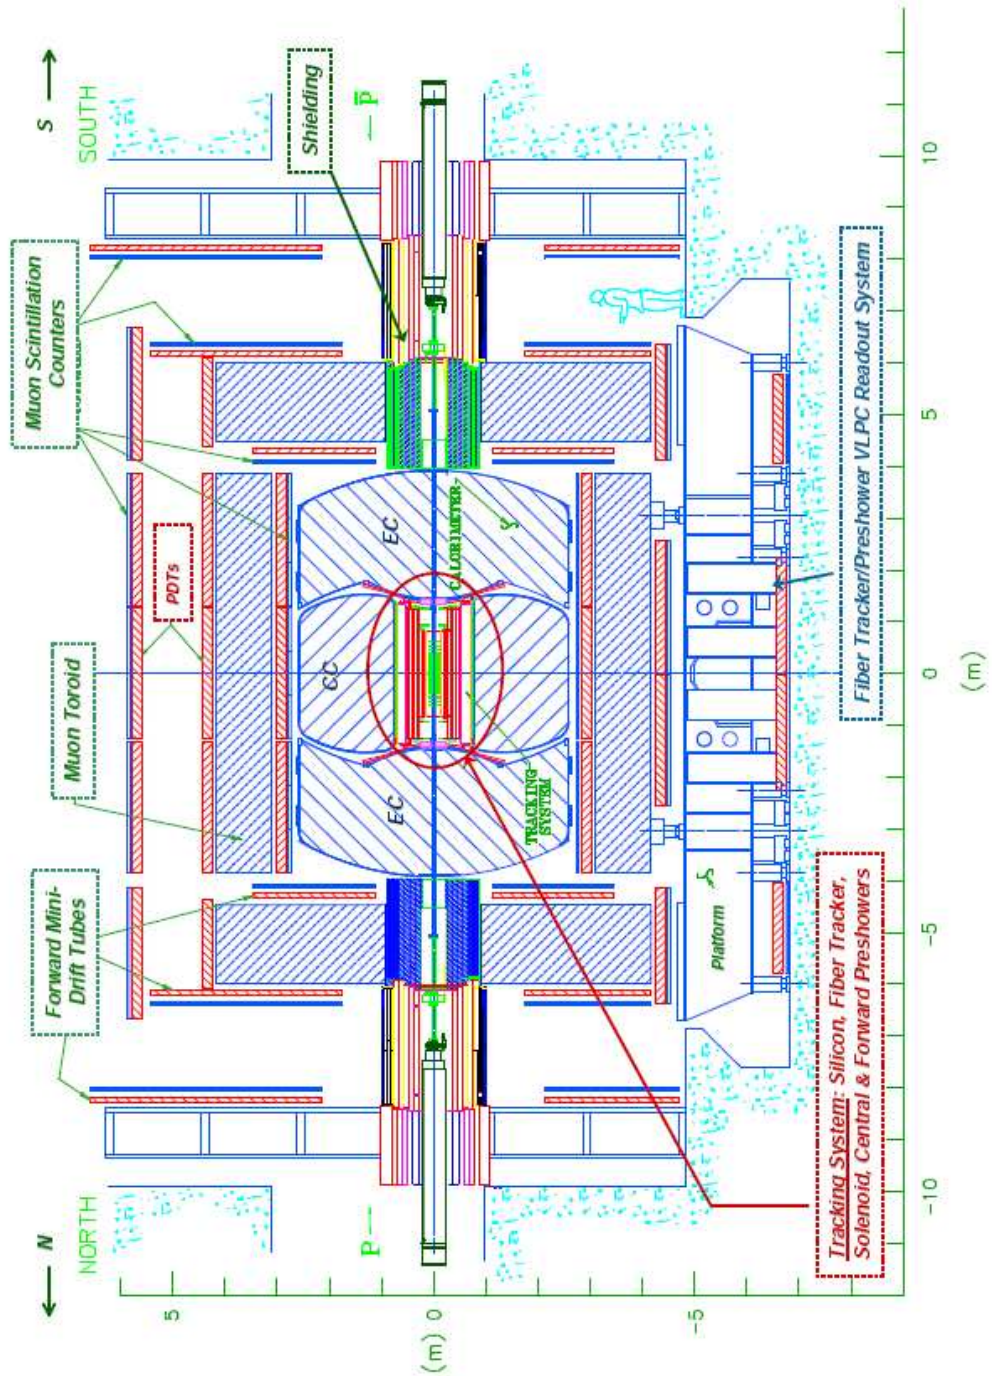 N
S
NORTH
SOUTH
Forward Mini-
Drift Tubes
Muon Toroid
PDTs
Muon Scintillation
Counters
Shielding
P
P̅
EC
CC
EC
CALORIMETER
TRACKING
SYSTEM
Platform
5
(m) 0
-5
-10
-5
0
5
10
(m)
Tracking System: Silicon, Fiber Tracker,
Solenoid, Central & Forward Preshowers
Fiber Tracker/Preshower VLPC Readout System